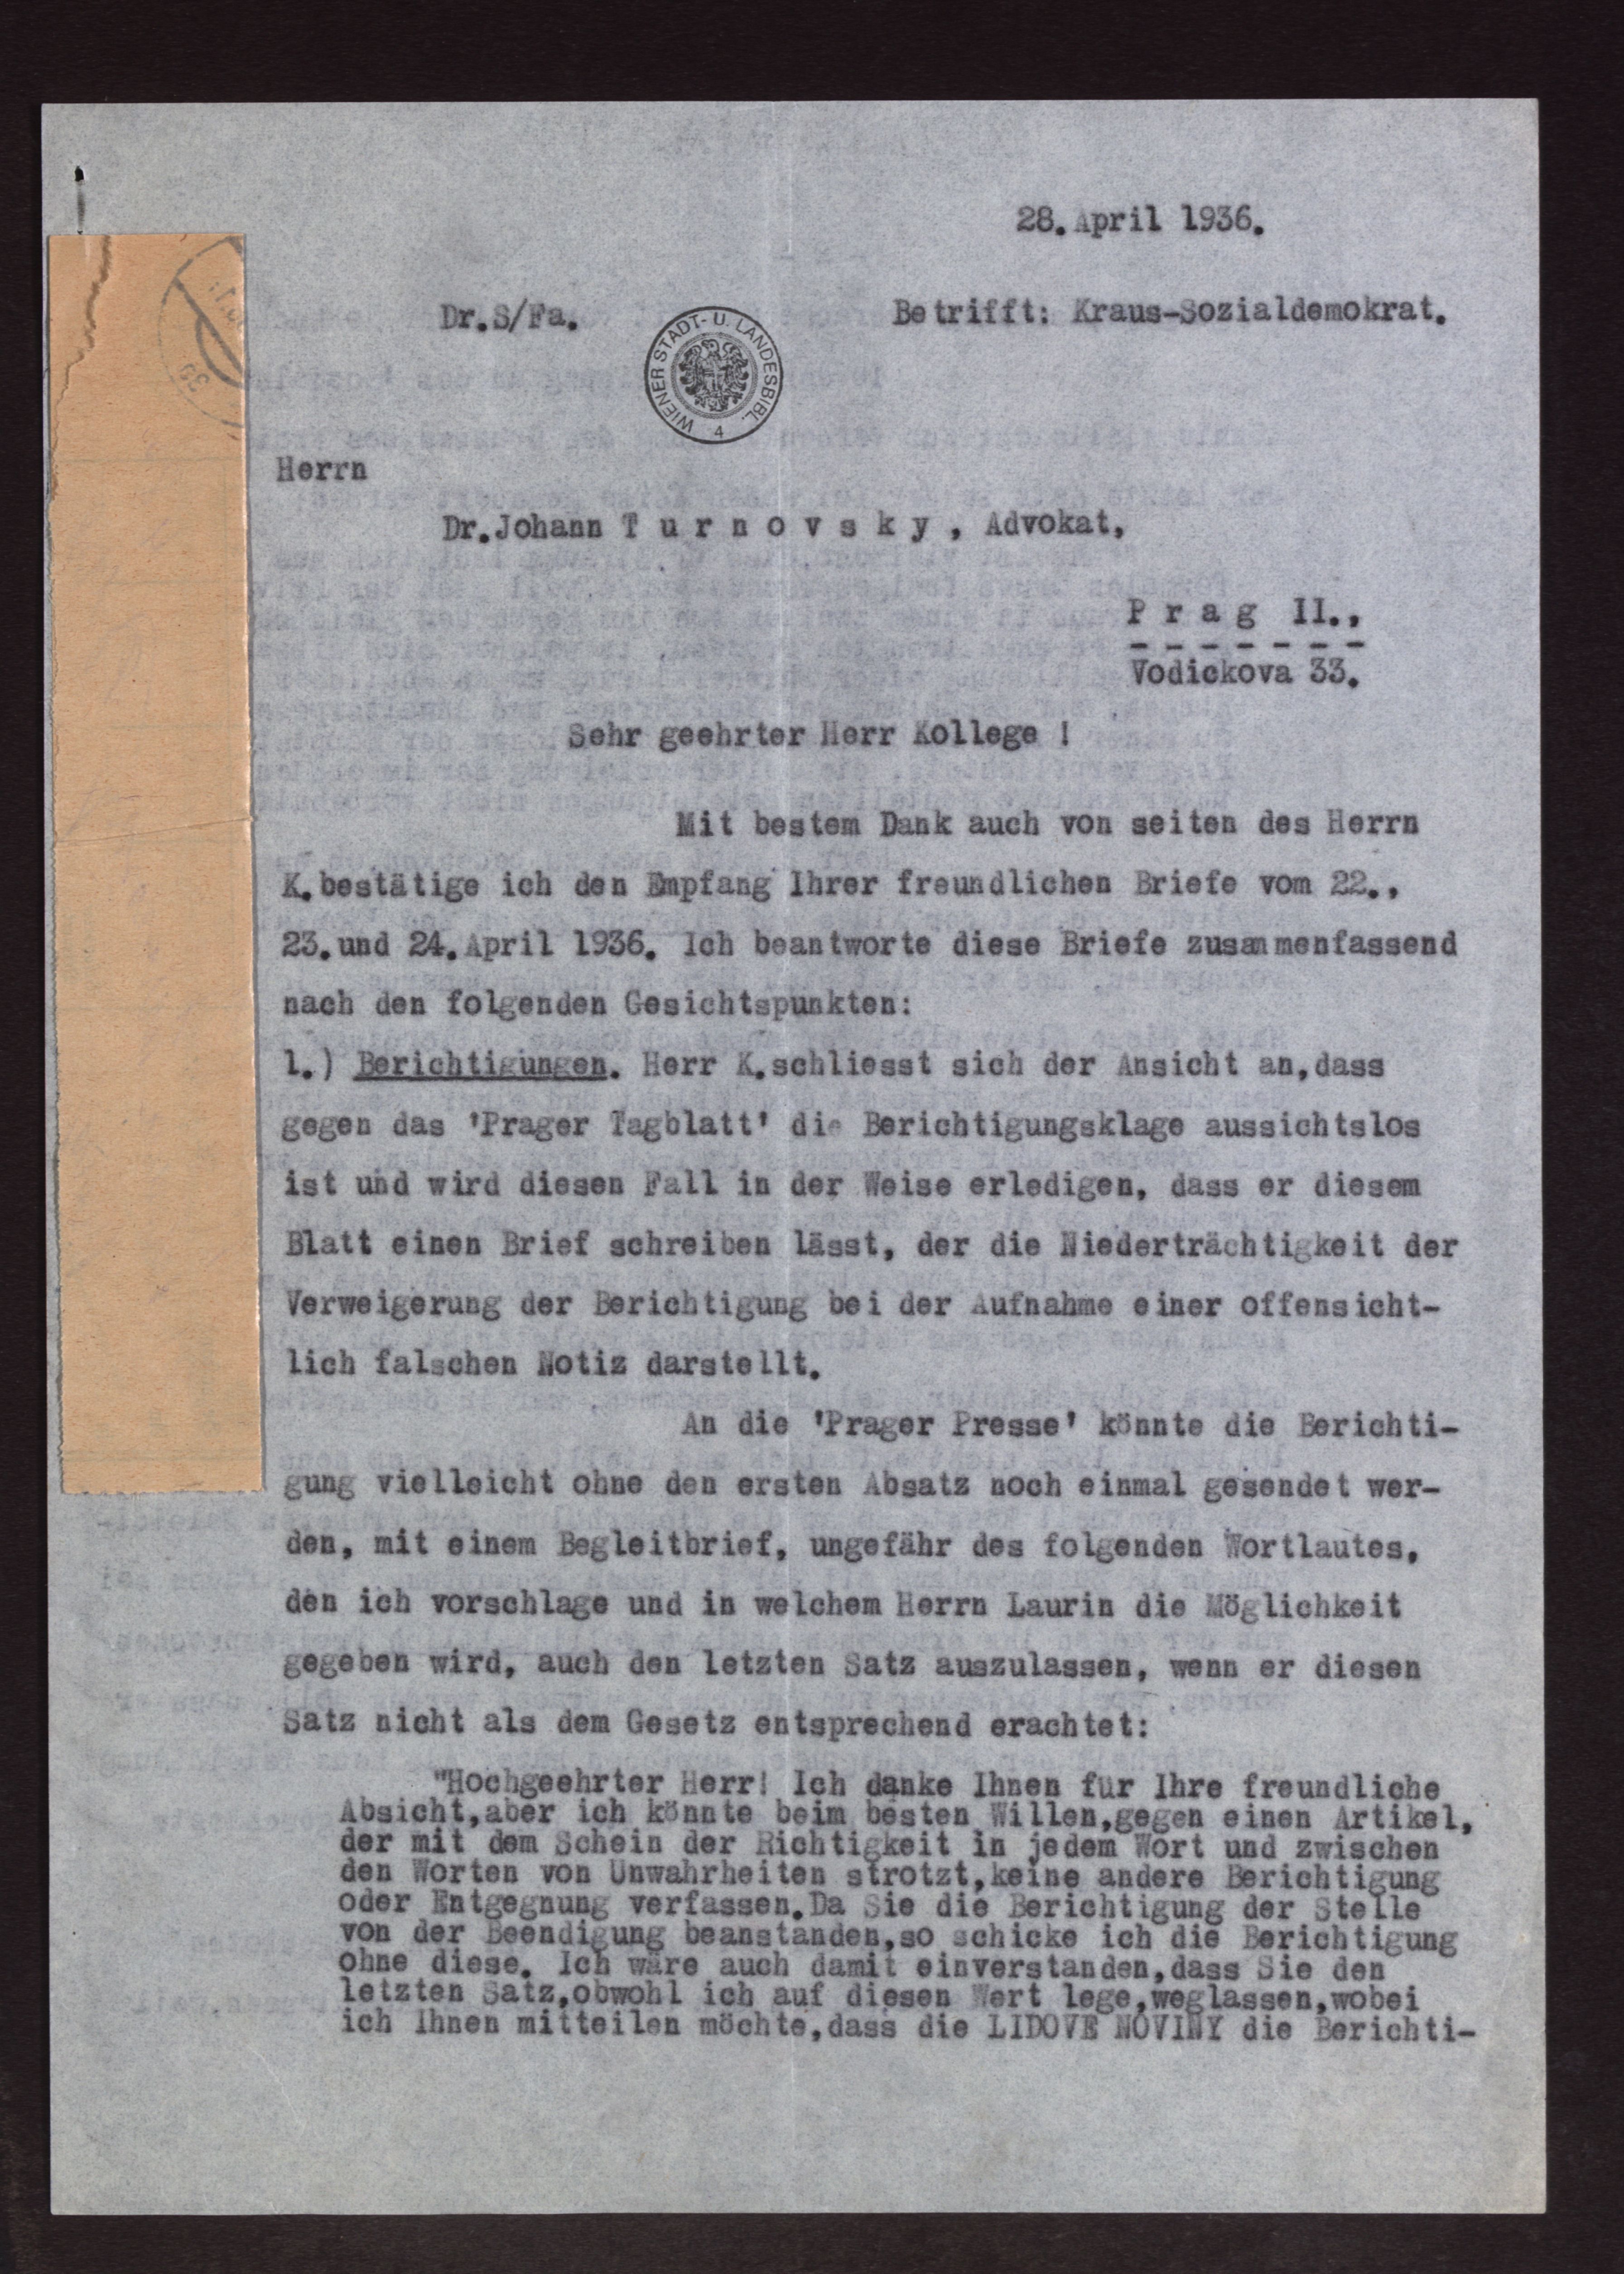 28.April 1936.
Dr.S/Fa.
Betrifft: Kraus-Sozialdemokrat.
WIENER STADT- U. LANDESBIBL.
4
Herrn
Dr.Johann T u r n o v s k y , Advokat,
P r a g II.,
Vodickova 33.
Sehr geehrter Herr Kollege !
Mit bestem Dank auch von seiten des Herrn
K.bestätige ich den Empfang Ihrer freundlichen Briefe vom 22.,
23.und 24.April 1936. Ich beantworte diese Briefe zusammenfassend
nach den folgenden Gesichtspunkten:
1.) Berichtigungen. Herr K.schliesst sich der Ansicht an,dass
gegen das 'Prager Tagblatt' die Berichtigungsklage aussichtslos
ist und wird diesen Fall in der Weise erledigen, dass er diesem
Blatt einen Brief schreiben lässt, der die Niederträchtigkeit der
Verweigerung der Berichtigung bei der Aufnahme einer offensicht-
lich falschen Notiz darstellt.
An die 'Prager Presse' könnte die Berichti-
gung vielleicht ohne den ersten Absatz noch einmal gesendet wer-
den, mit einem Begleitbrief, ungefähr des folgenden Wortlautes,
den ich vorschlage und in welchem Herrn Laurin die Möglichkeit
gegeben wird, auch den letzten Satz auszulassen, wenn er diesen
Satz nicht als dem Gesetz entsprechend erachtet:
"Hochgeehrter Herr! Ich danke Ihnen für Ihre freundliche
Absicht,aber ich könnte beim besten Willen,gegen einen Artikel,
der mit dem Schein der Richtigkeit in jedem Wort und zwischen
den Worten von Unwahrheiten strotzt,keine andere Berichtigung
oder Entgegnung verfassen.Da Sie die Berichtigung der Stelle
von der Beendigung beanstanden,so schicke ich die Berichtigung
ohne diese. Ich wäre auch damit einverstanden,dass Sie den
letzten Satz,obwohl ich auf diesen Wert lege,weglassen,wobei
ich Ihnen mitteilen möchte,dass die LIDOVE NOVINY die Berichti-